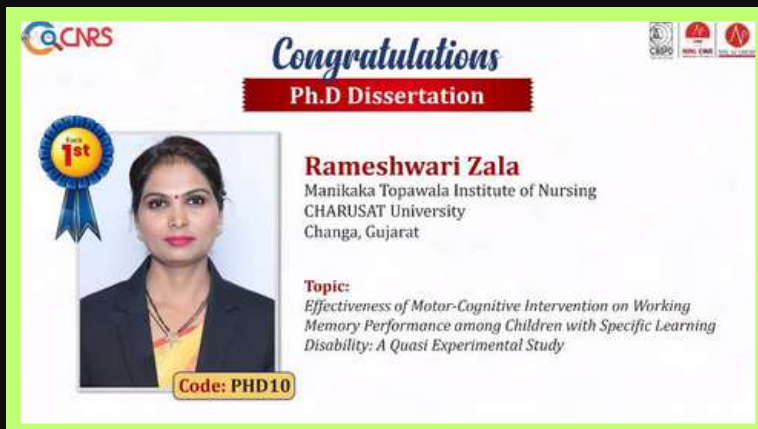 CNRS
Congratulations
Ph.D Dissertation
1st
Rameshwari Zala
Manikaka Topawala Institute of Nursing
CHARUSAT University
Changa, Gujarat
Topic:
Effectiveness of Motor-Cognitive Intervention on Working
Memory Performance among Children with Specific Learning
Disability: A Quasi Experimental Study
Code: PHD10